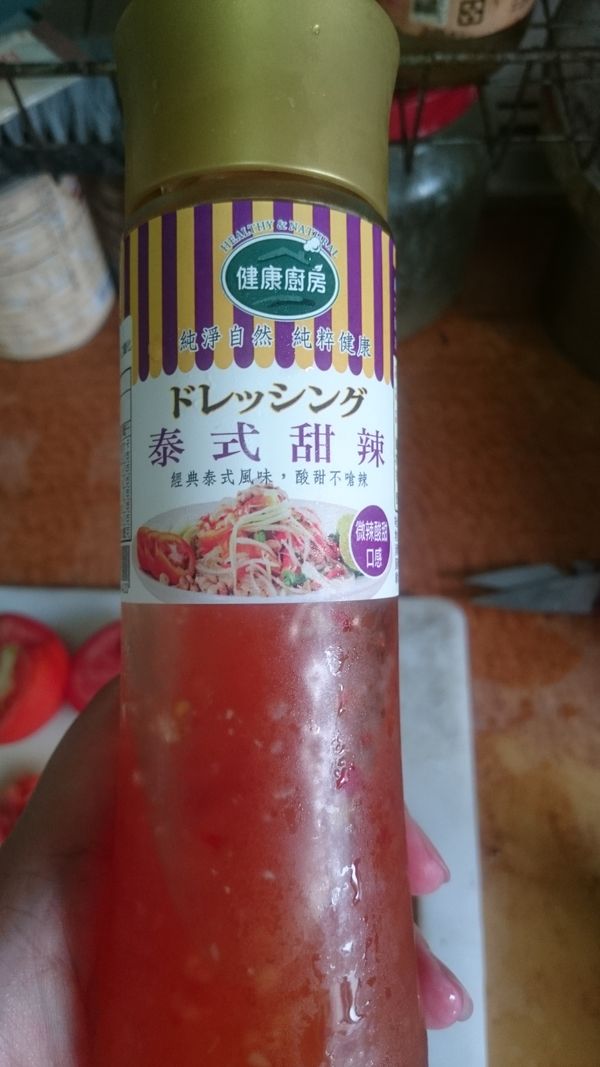 HEALTHY & NATURAL
健康廚房
純淨自然 純粹健康
ドレッシング
泰式甜辣
經典泰式風味，酸甜不嗆辣
微辣酸甜
口感